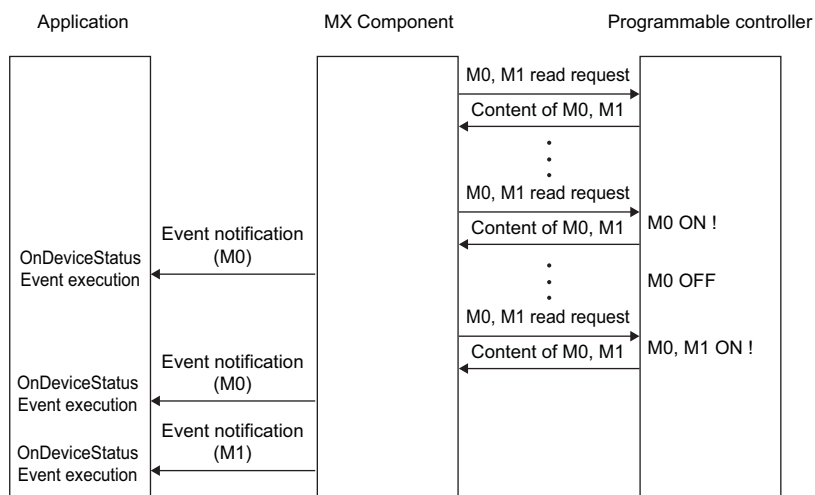 Application
MX Component
Programmable controller
M0, M1 read request
Content of M0, M1
M0, M1 read request
M0 ON !
Content of M0, M1
Event notification
(M0)
OnDeviceStatus
Event execution
M0 OFF
M0, M1 read request
M0, M1 ON !
Content of M0, M1
Event notification
(M0)
OnDeviceStatus
Event execution
Event notification
(M1)
OnDeviceStatus
Event execution